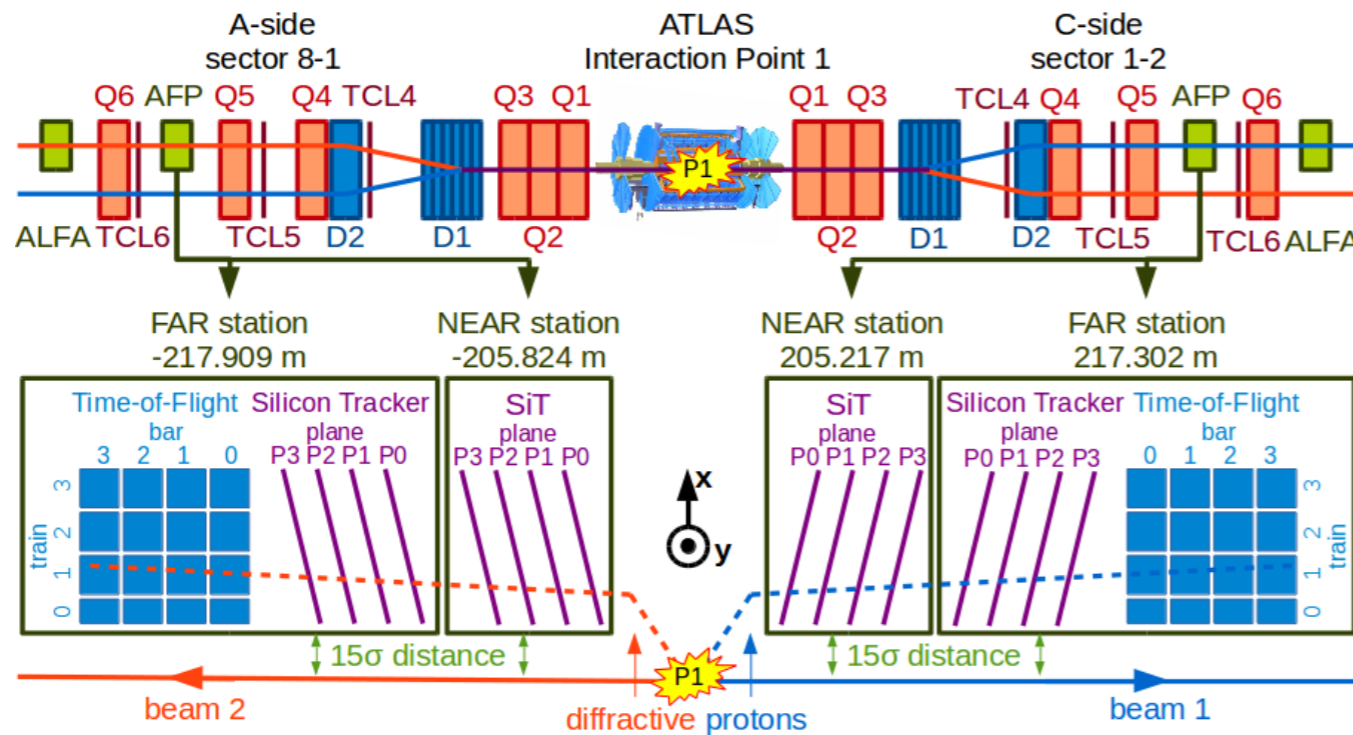 A-side
sector 8-1
ATLAS
Interaction Point 1
C-side
sector 1-2
Q6 AFP Q5 Q4 TCL4 Q3 Q1
Q1 Q3 TCL4 Q4 Q5 AFP Q6
P1
ALFA TCL6 TCL5 D2 D1 Q2
Q2 D1 D2 TCL5 TCL6 ALFA
FAR station
-217.909 m
NEAR station
-205.824 m
NEAR station
205.217 m
FAR station
217.302 m
Time-of-Flight
bar
3 2 1 0
train
3
2
1
0
Silicon Tracker
plane
P3 P2 P1 P0
SiT
plane
P3 P2 P1 P0
x
y
SiT
plane
P0 P1 P2 P3
Silicon Tracker
plane
P0 P1 P2 P3
Time-of-Flight
bar
0 1 2 3
3
2
1
0
train
15σ distance
15σ distance
P1
beam 2
diffractive protons
beam 1